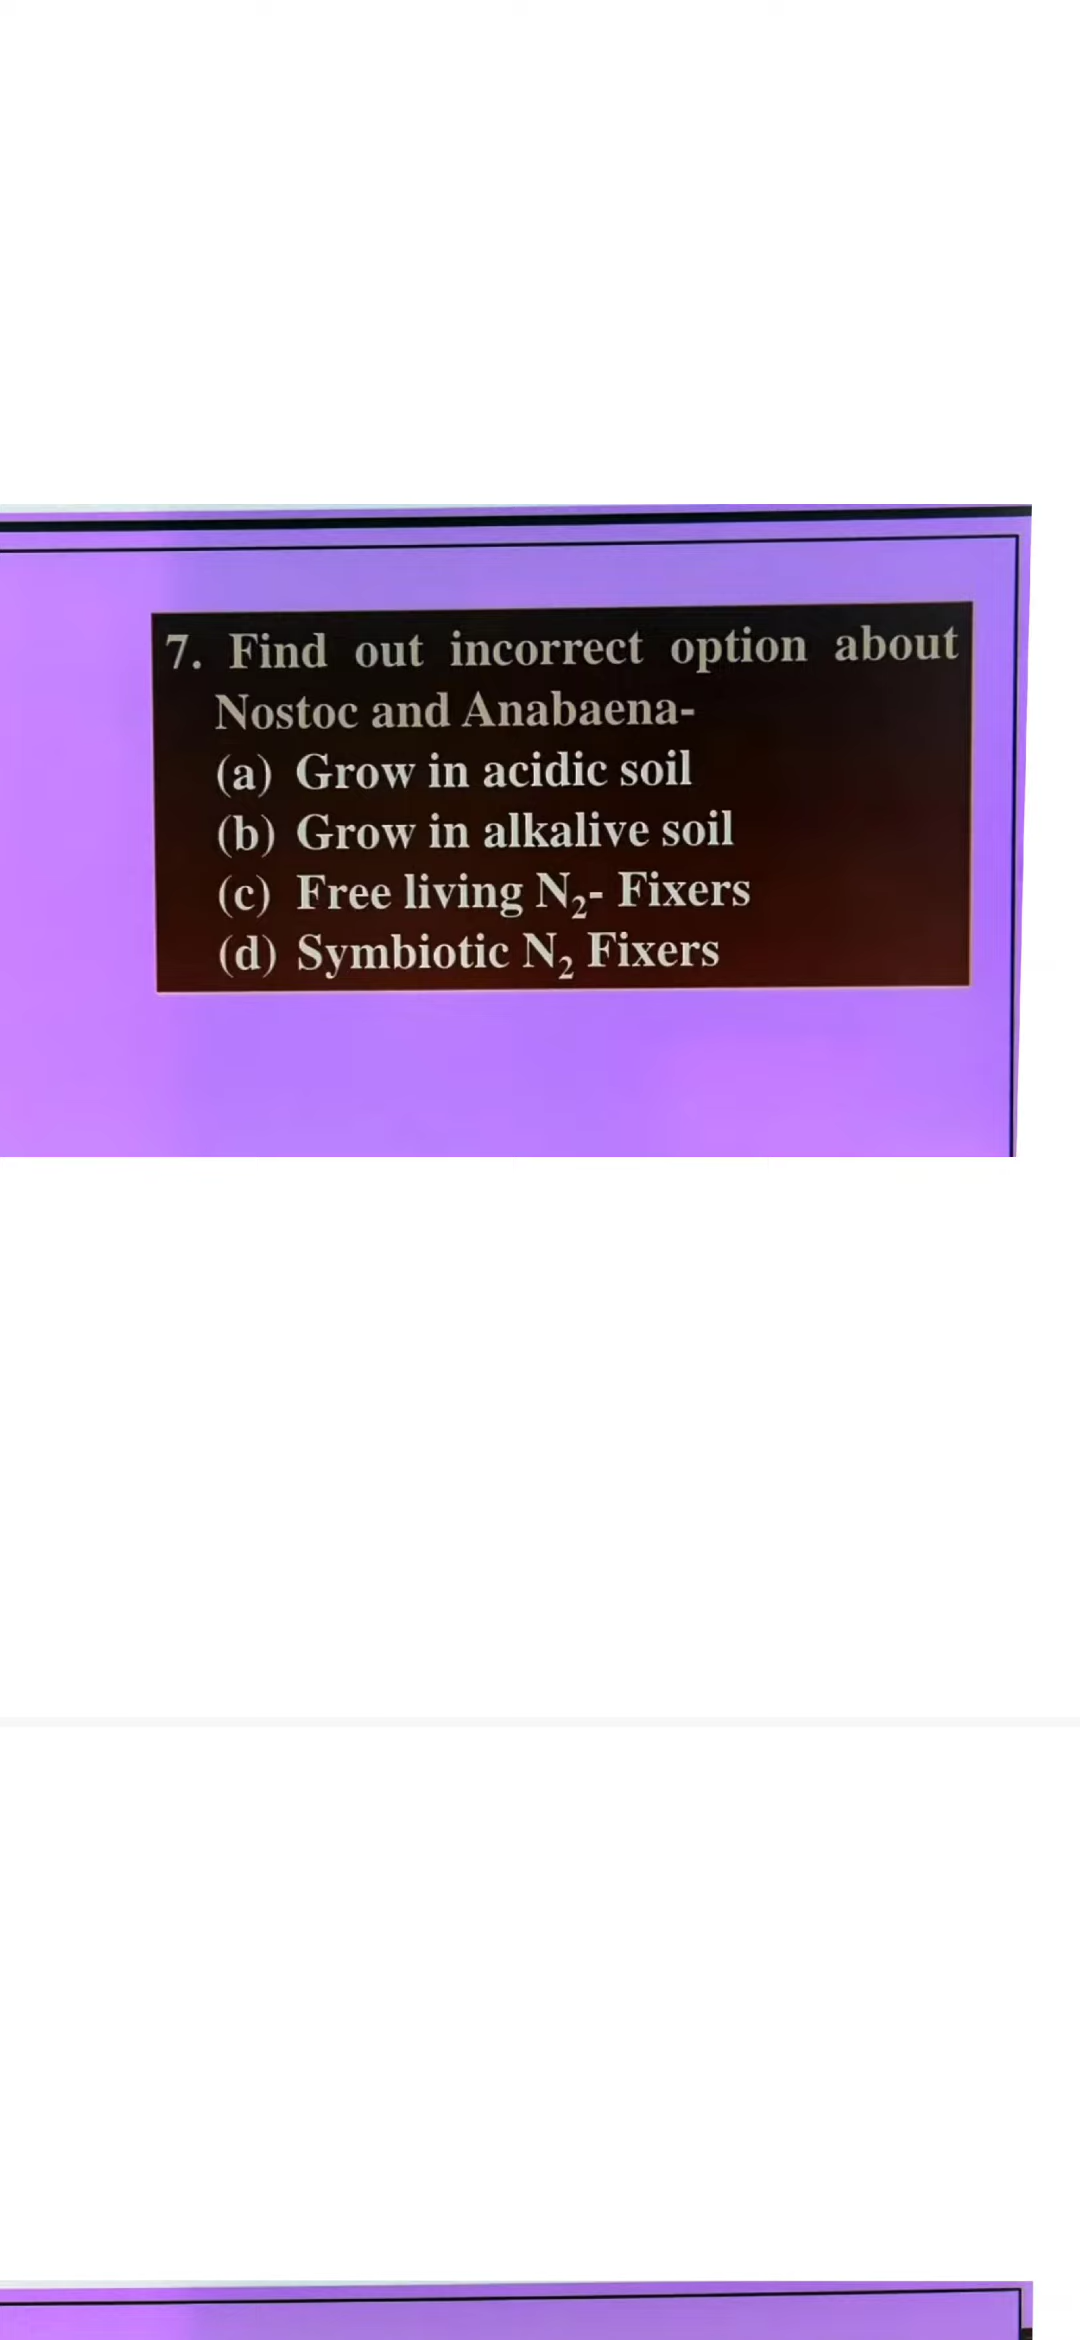 7. Find out incorrect option about
Nostoc and Anabaena-
(a) Grow in acidic soil
(b) Grow in alkalive soil
(c) Free living N₂- Fixers
(d) Symbiotic N₂ Fixers